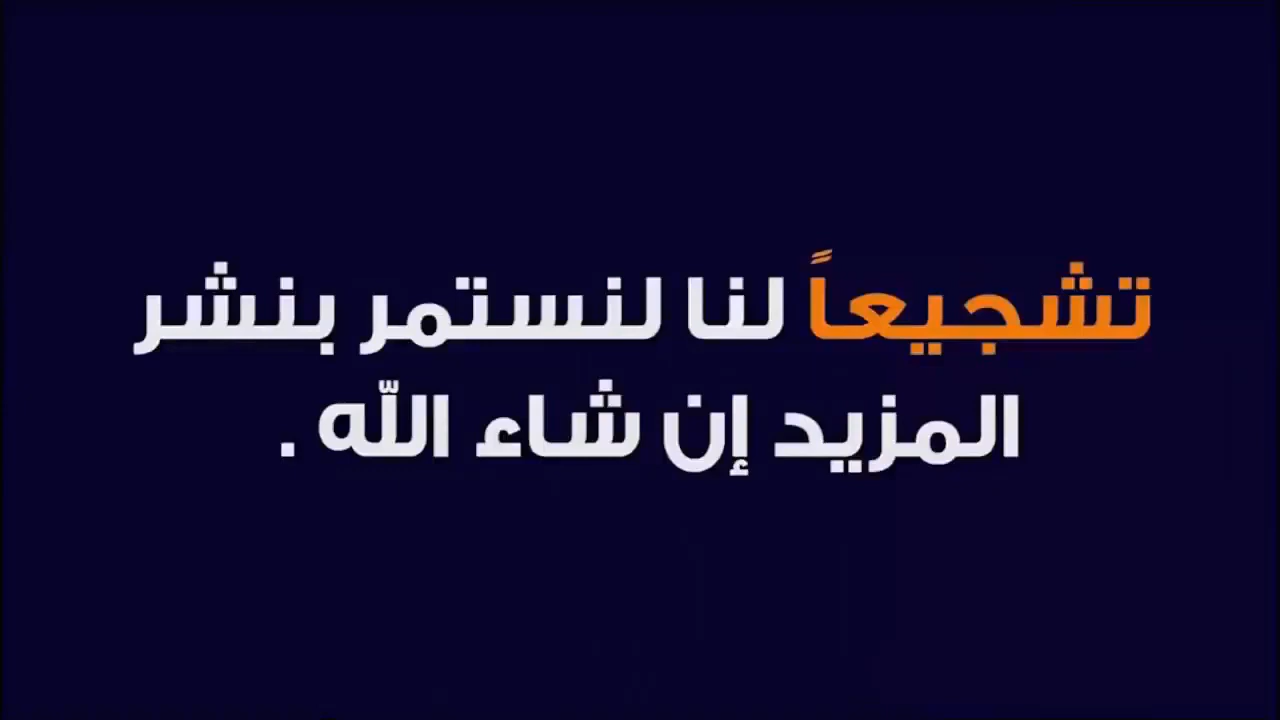 تشجيعاً لنا لنستمر بنشر
المزيد إن شاء اللّه .